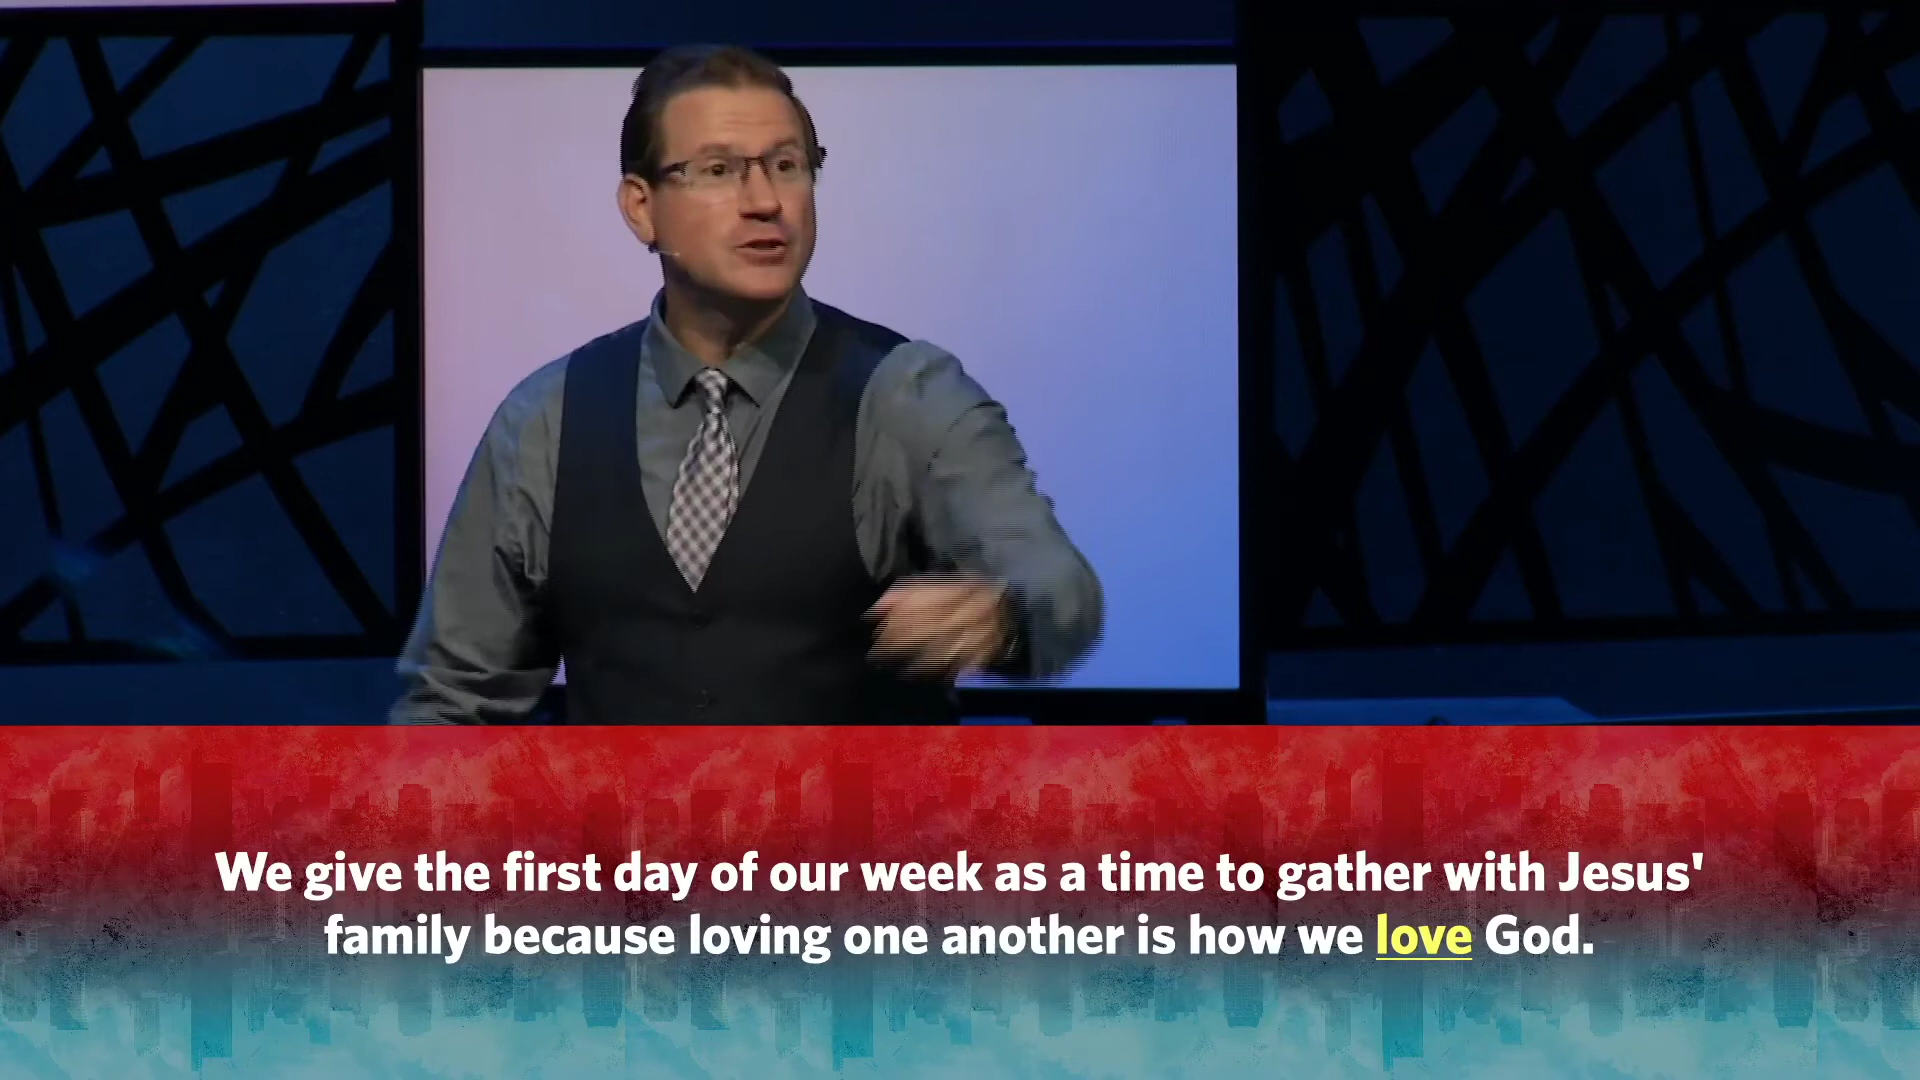 We give the first day of our week as a time to gather with Jesus'
family because loving one another is how we love God.